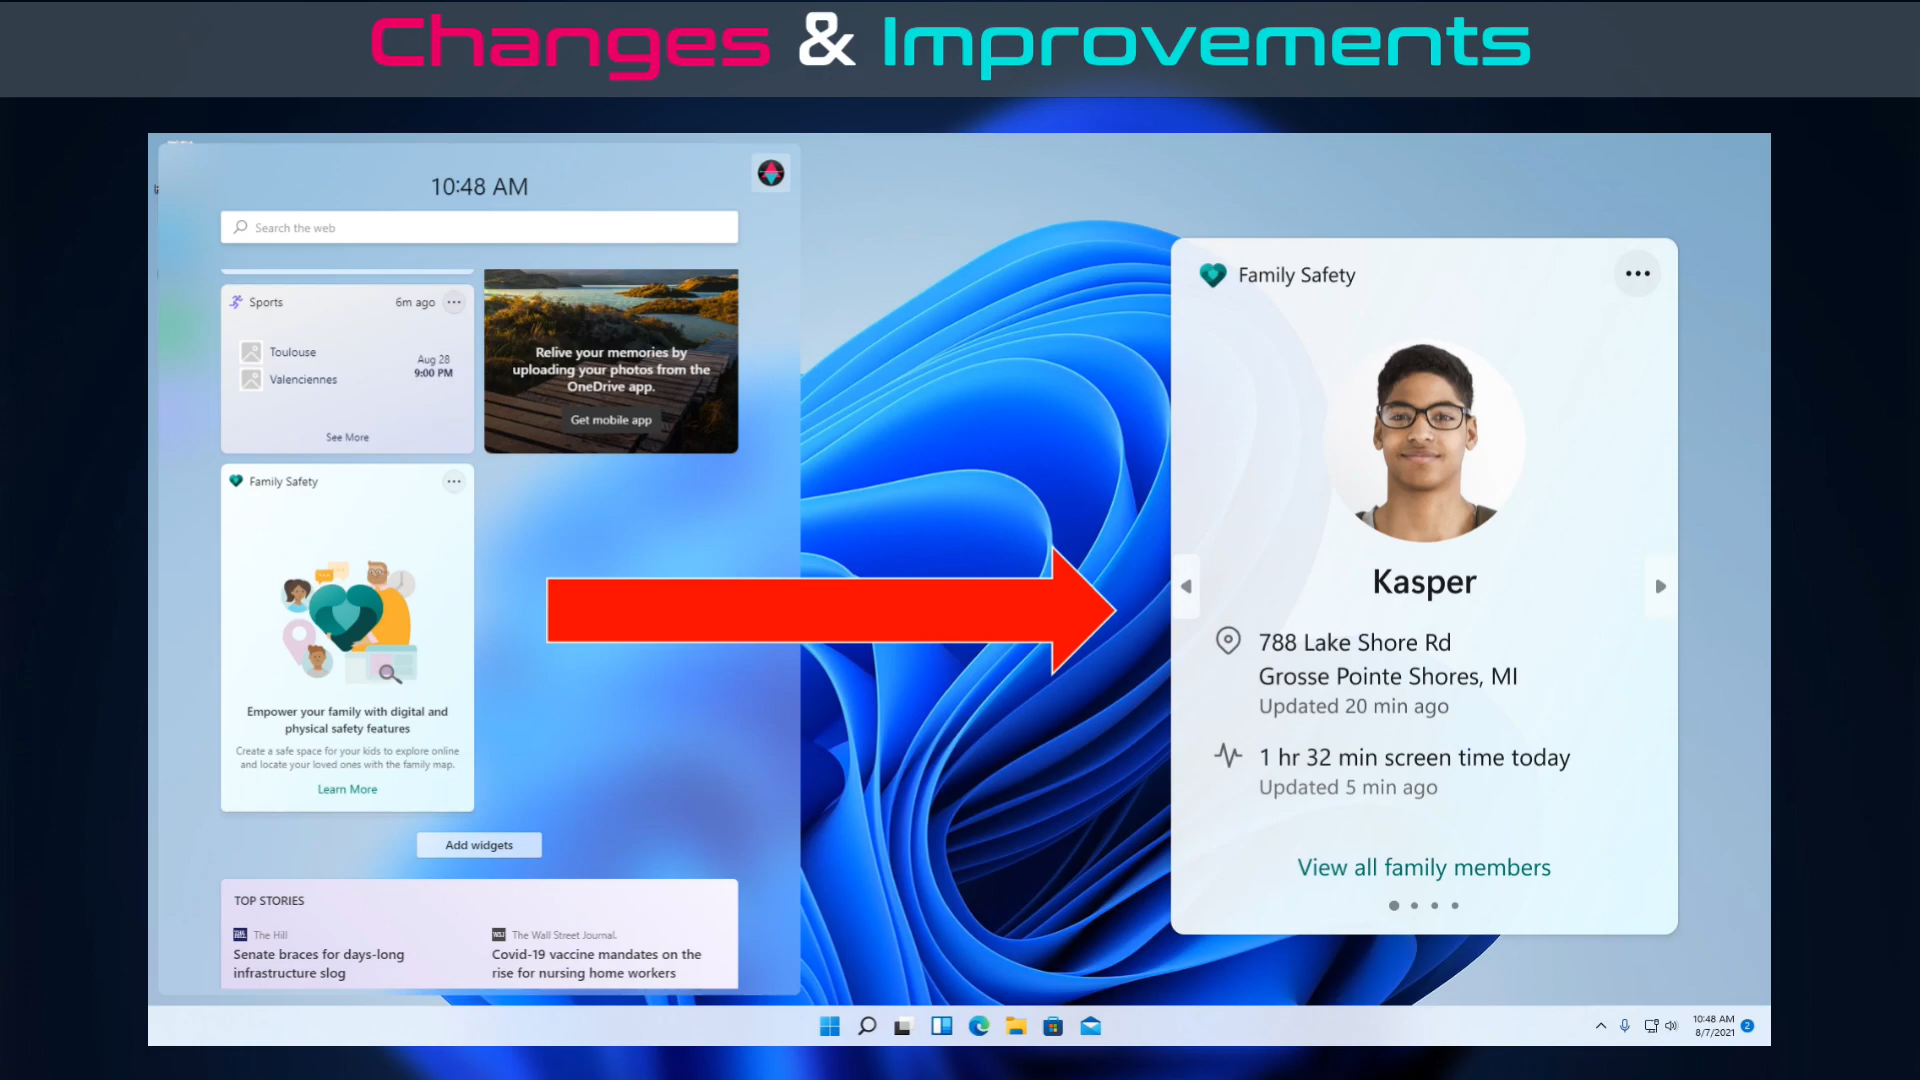 Changes & Improvements
10:48 AM
Search the web
Sports
6m ago
Toulouse
Valenciennes
Aug 28
9:00 PM
See More
Relive your memories by
uploading your photos from the
OneDrive app.
Get mobile app
Family Safety
Empower your family with digital and
physical safety features
Create a safe space for your kids to explore online
and locate your loved ones with the family map.
Learn More
Add widgets
TOP STORIES
The Hill
Senate braces for days-long
infrastructure slog
WSJ
The Wall Street Journal.
Covid-19 vaccine mandates on the
rise for nursing home workers
Family Safety
Kasper
788 Lake Shore Rd
Grosse Pointe Shores, MI
Updated 20 min ago
1 hr 32 min screen time today
Updated 5 min ago
View all family members
10:48 AM
8/7/2021
2